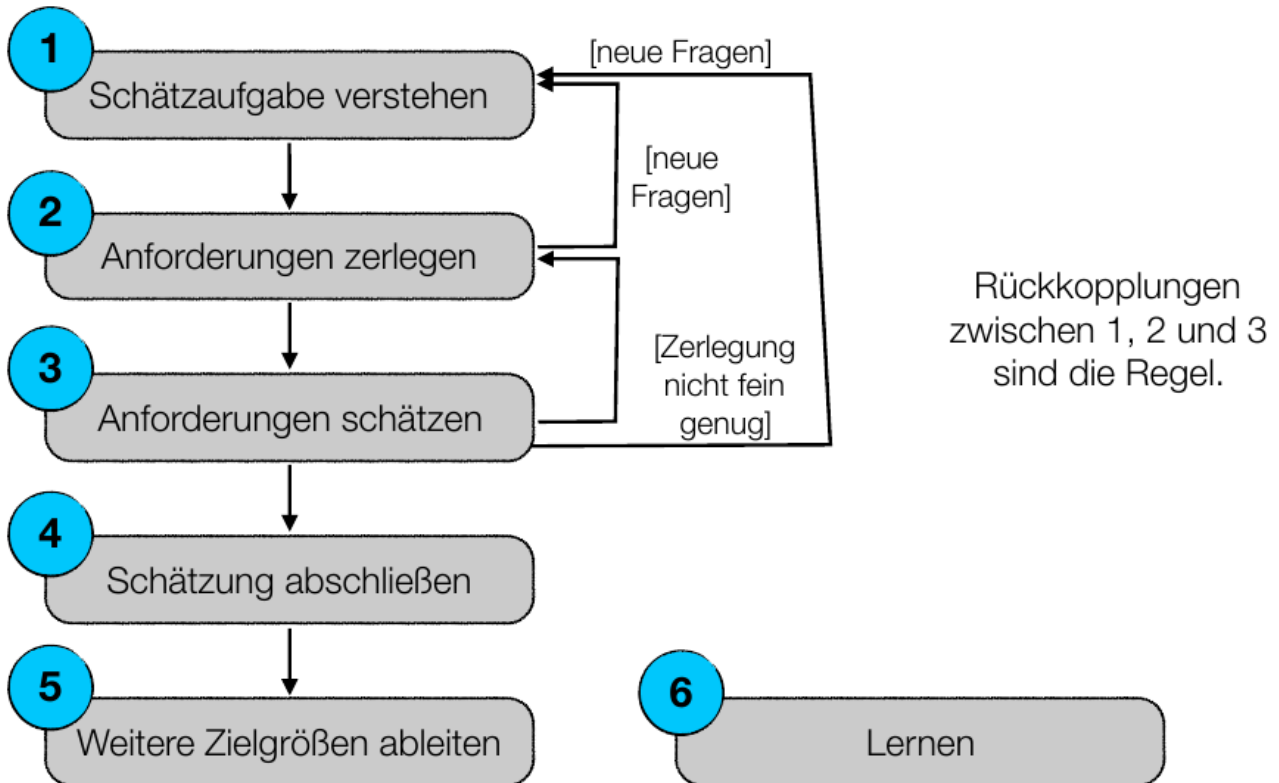 1
Schätzaufgabe verstehen
[neue Fragen]
[neue
Fragen]
2
Anforderungen zerlegen
Rückkopplungen
zwischen 1, 2 und 3
sind die Regel.
3
Anforderungen schätzen
[Zerlegung
nicht fein
genug]
4
Schätzung abschließen
5
Weitere Zielgrößen ableiten
6
Lernen